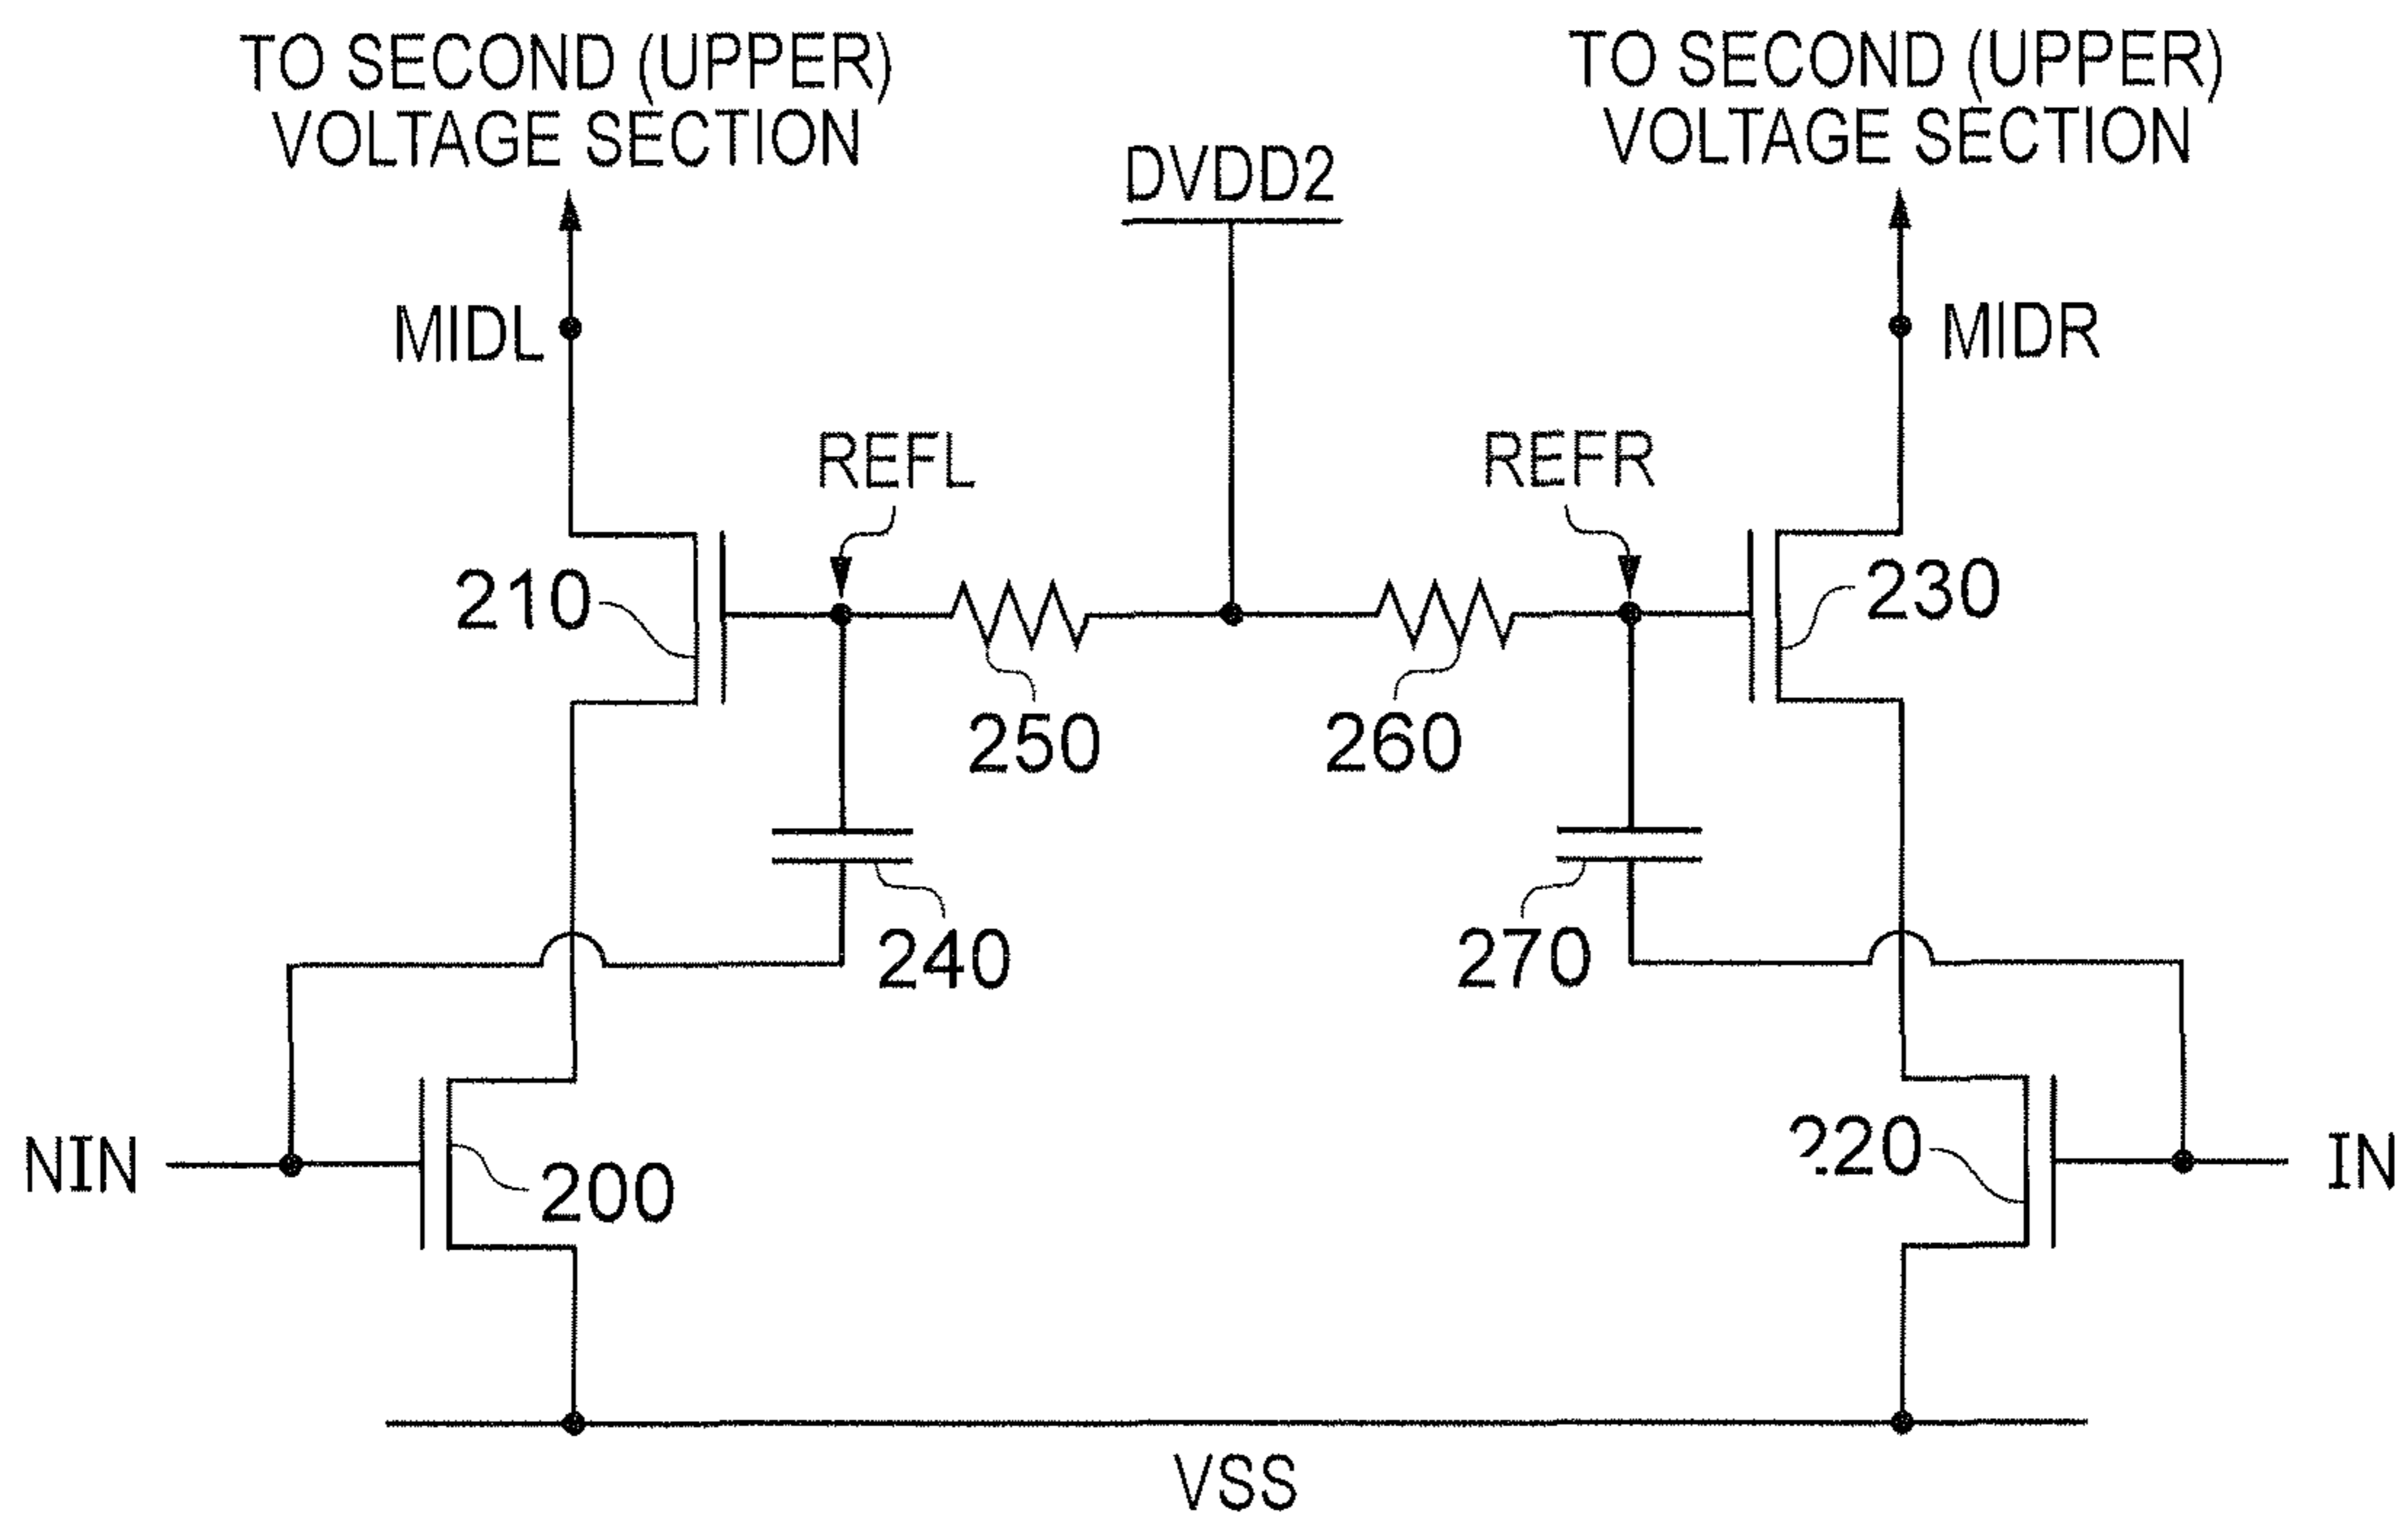 TO SECOND (UPPER)
VOLTAGE SECTION
TO SECOND (UPPER)
VOLTAGE SECTION
DVDD2
MIDL
MIDR
REFL
REFR
210
230
250
260
240
270
NIN
200
220
IN
VSS